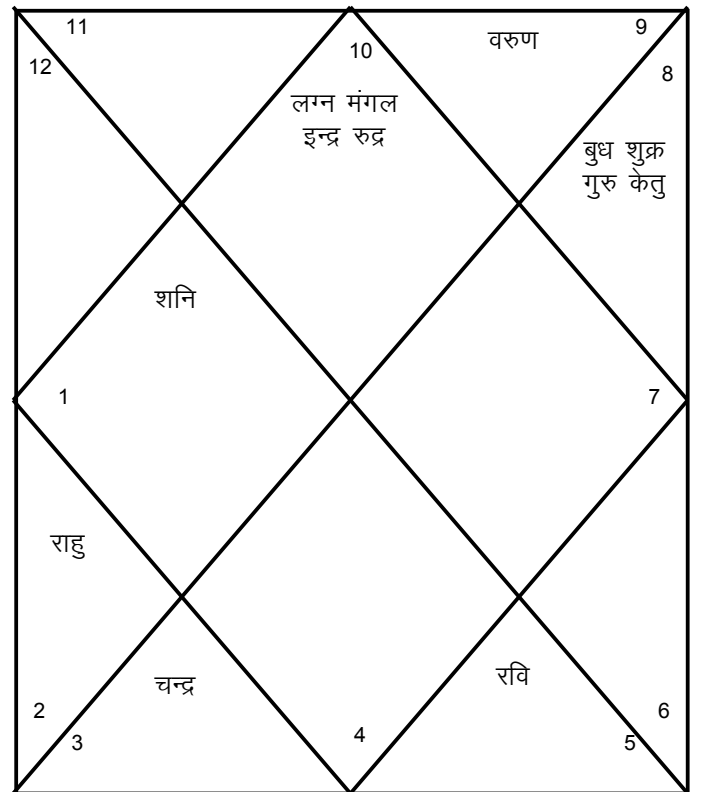 11
9
वरुण
10
12
8
लग्न मंगल
इन्द्र रुद्र
बुध शुक्र
गुरु केतु
शनि
1
7
राहु
चन्द्र
रवि
2
6
4
3
5